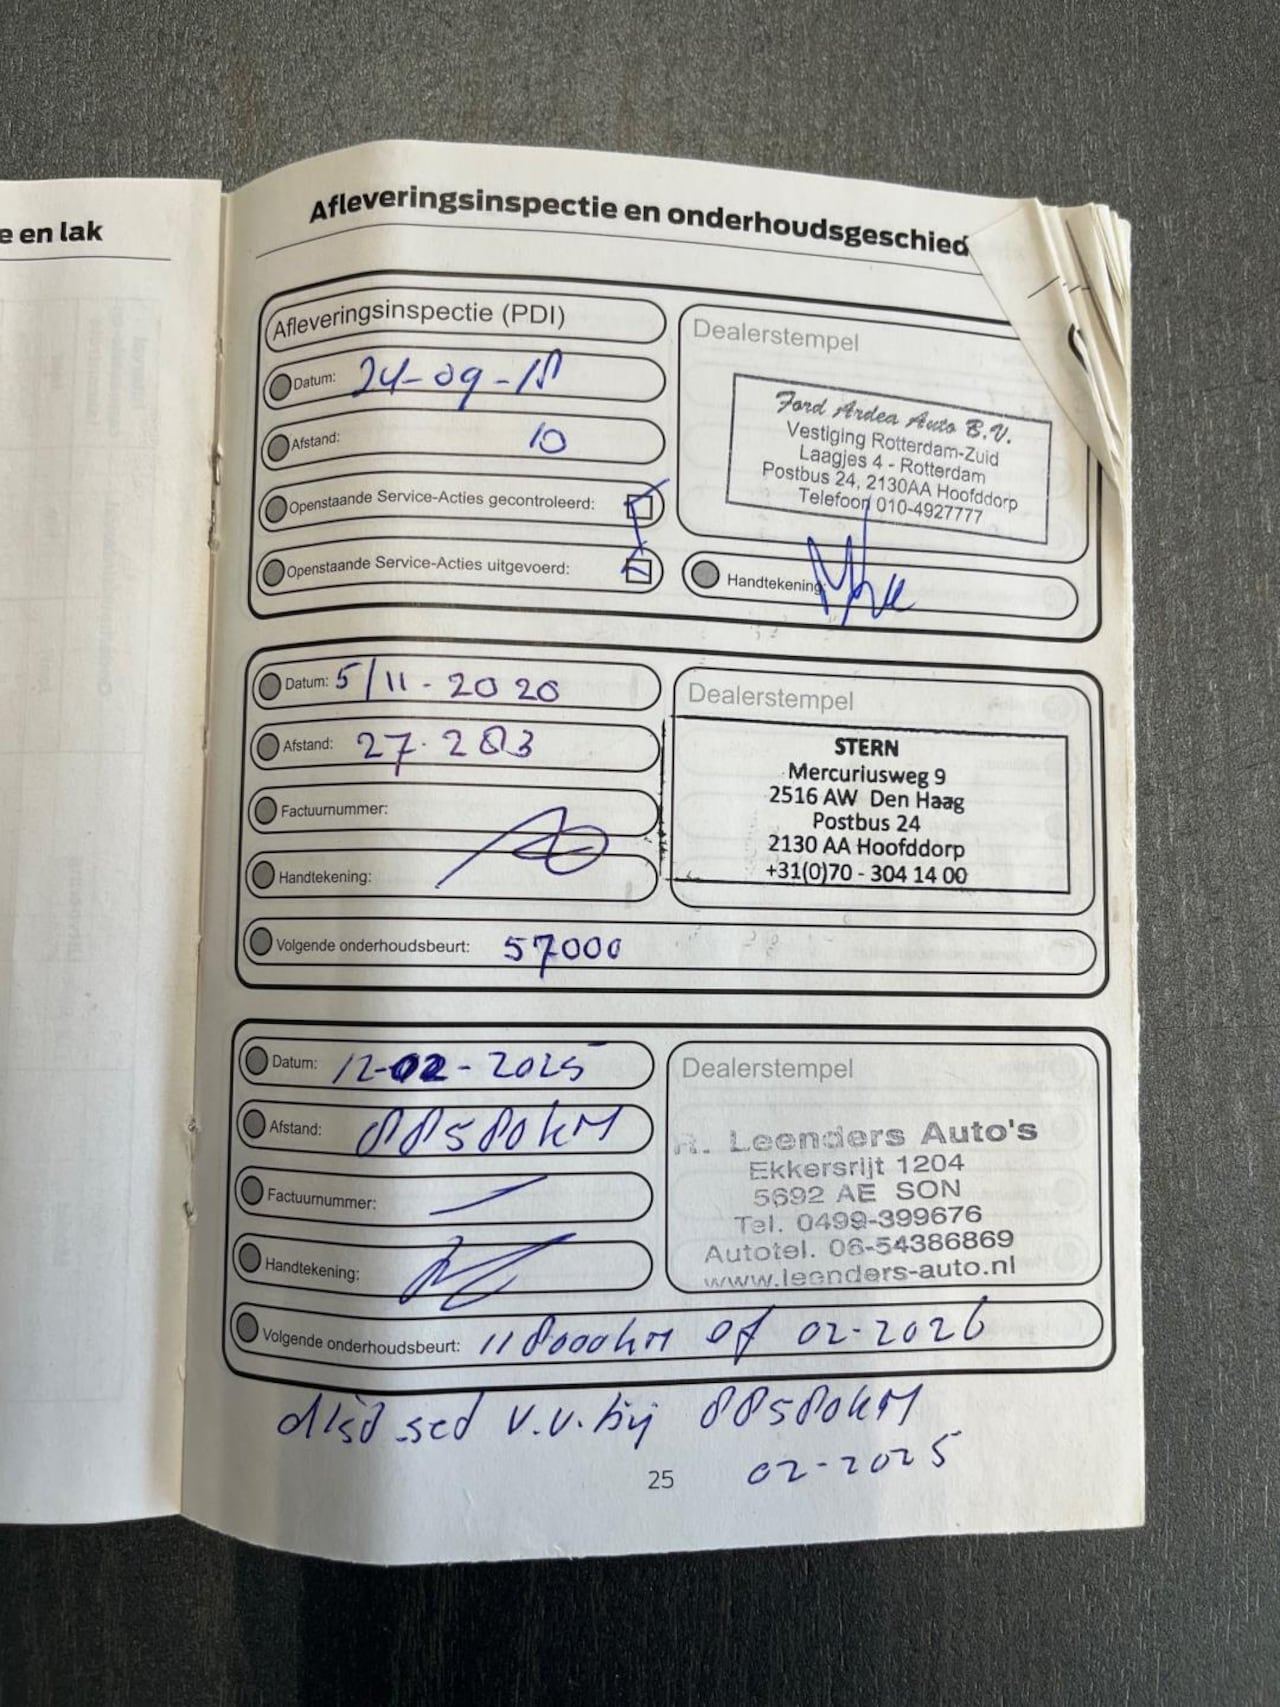 e en lak
Afleveringsinspectie en onderhoudsgeschied
Afleveringsinspectie (PDI)
Datum: 24-09-18
Afstand: 10
Openstaande Service-Acties gecontroleerd:
Openstaande Service-Acties uitgevoerd:
Dealerstempel
Ford Ardea Auto B.V.
Vestiging Rotterdam-Zuid
Laagjes 4 - Rotterdam
Postbus 24, 2130AA Hoofddorp
Telefoon 010-4927777
Handtekening:
Datum: 5/11-2020
Afstand: 27.283
Factuurnummer:
Handtekening:
Dealerstempel
STERN
Mercuriusweg 9
2516 AW Den Haag
Postbus 24
2130 AA Hoofddorp
+31(0)70 - 304 14 00
Volgende onderhoudsbeurt: 57000
Datum: 12-02-2025
Afstand: 88580kM
Factuurnummer:
Handtekening:
Dealerstempel
R. Leenders Auto's
Ekkersrijt 1204
5692 AE SON
Tel. 0499-399676
Autotel. 06-54386869
www.leenders-auto.nl
Volgende onderhoudsbeurt: 118000kM of 02-2026
v.v. bij 88580kM
02-2025
25